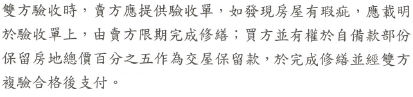 雙方驗收時，賣方應提供驗收單，如發現房屋有瑕疵，應載明
於驗收單上，由賣方限期完成修繕；買方並有權於自備款部份
保留房地總價百分之五作為交屋保留款，於完成修繕並經雙方
複驗合格後支付。